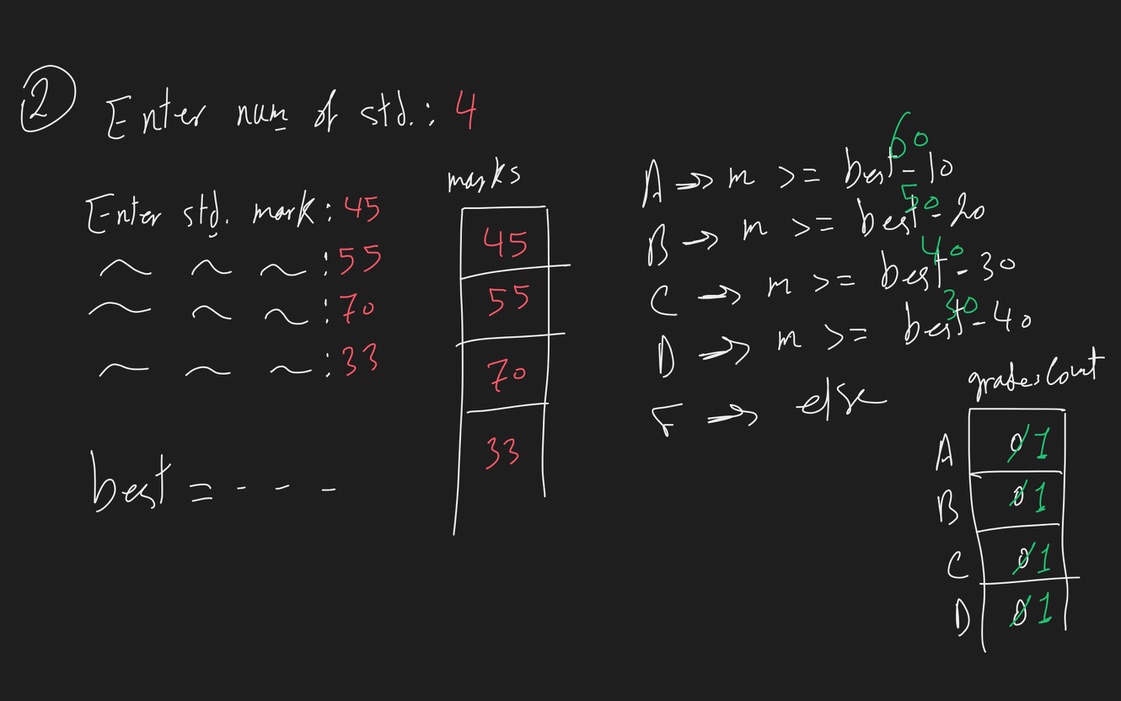 2
Enter num of std.: 4
Enter std. mark: 45
~ ~ ~ : 55
~ ~ ~ : 70
~ ~ ~ : 33
best = - - -
marks
45
55
70
33
60
A → m >= best - 10
50
B → m >= best - 20
40
C → m >= best - 30
30
D → m >= best - 40
F → else
gradesCount
A 0 1
B 0 1
C 0 1
D 0 1